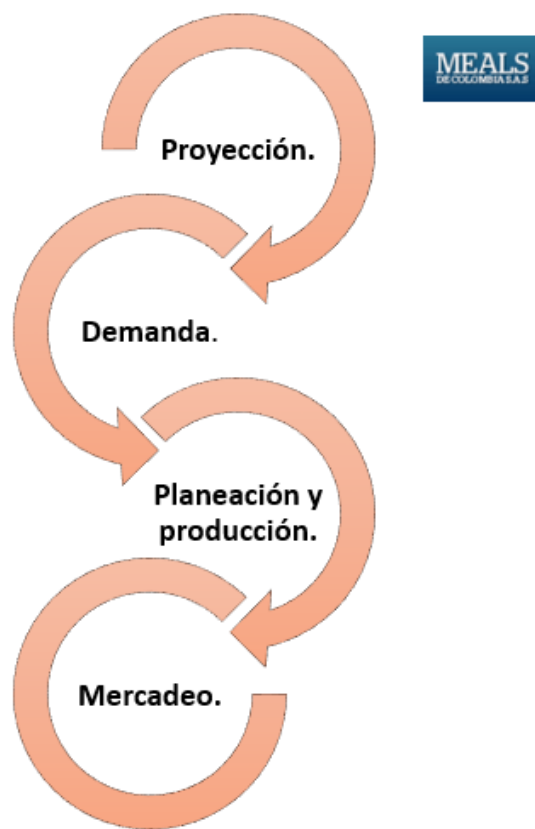 MEALS
DE COLOMBIA S.A.S
Proyección.
Demanda.
Planeación y
producción.
Mercadeo.